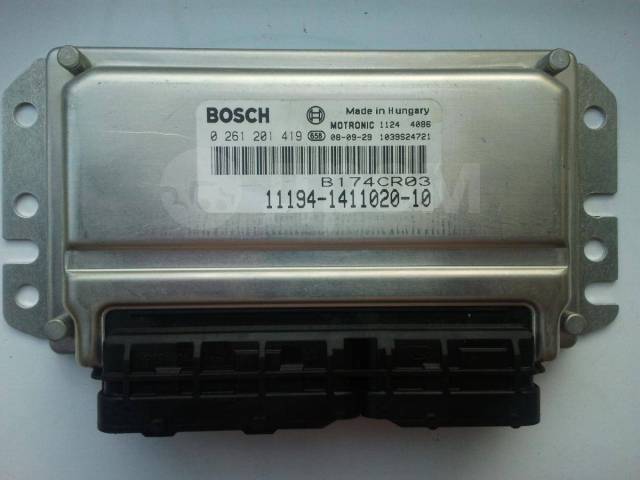 BOSCH Made in Hungary
MOTRONIC 1124 4086
0 261 201 419 658 08-09-29 1039S24721
B174CR03
11194-1411020-10